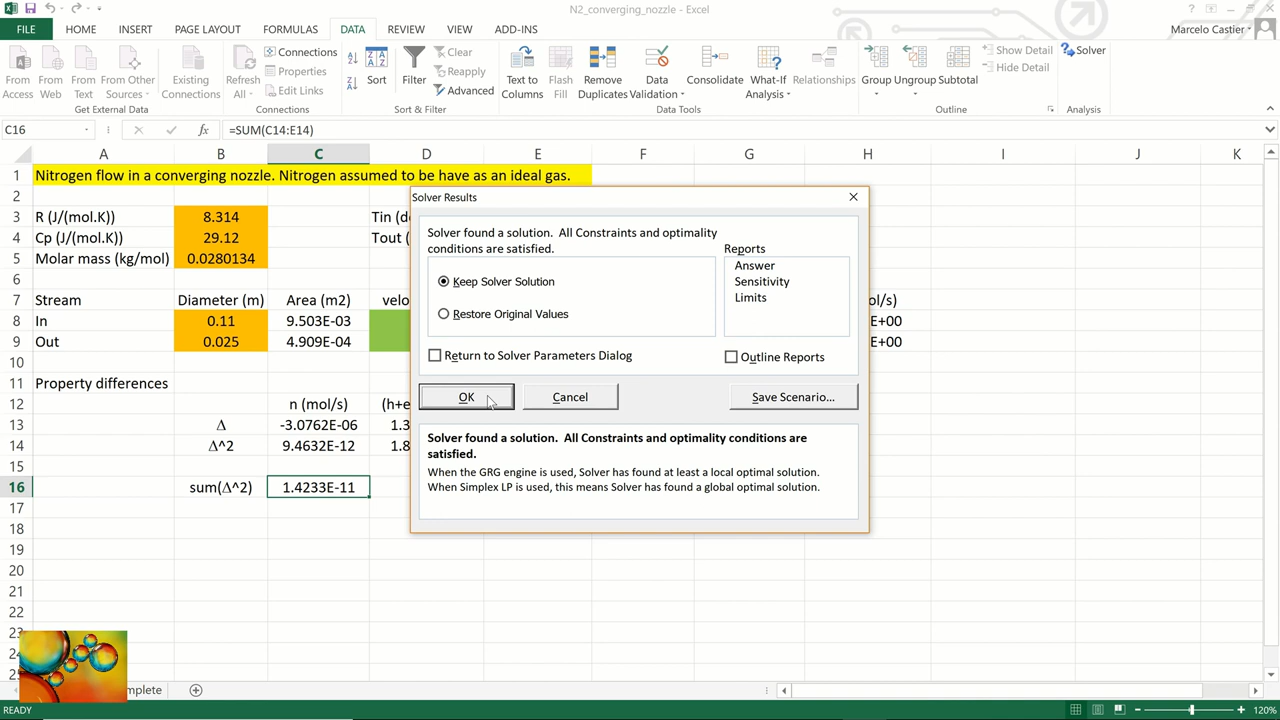 N2_converging_nozzle - Excel
FILE HOME INSERT PAGE LAYOUT FORMULAS DATA REVIEW VIEW ADD-INS Marcelo Castier
From Access From Web From Text From Other Sources Existing Connections Refresh All Connections Properties Edit Links Sort Filter Clear Reapply Advanced Text to Columns Flash Fill Remove Duplicates Data Validation Consolidate What-If Analysis Relationships Group Ungroup Subtotal Show Detail Hide Detail Solver
Get External Data Connections Sort & Filter Data Tools Outline Analysis
C16 fx =SUM(C14:E14)
A B C D E F G H I J K
1 Nitrogen flow in a converging nozzle. Nitrogen assumed to be have as an ideal gas.
2
3 R (J/(mol.K)) 8.314 Tin (de
4 Cp (J/(mol.K)) 29.12 Tout (
5 Molar mass (kg/mol) 0.0280134
6
7 Stream Diameter (m) Area (m2) velo ol/s)
8 In 0.11 9.503E-03 E+00
9 Out 0.025 4.909E-04 E+00
10
11 Property differences
12 n (mol/s) (h+e
13 Δ -3.0762E-06 1.3
14 Δ^2 9.4632E-12 1.8
15
16 sum(Δ^2) 1.4233E-11
17
18
19
20
21
22
23
24
25
Solver Results
Solver found a solution. All Constraints and optimality
conditions are satisfied.
Keep Solver Solution
Restore Original Values
Return to Solver Parameters Dialog
Reports
Answer
Sensitivity
Limits
Outline Reports
OK Cancel Save Scenario...
Solver found a solution. All Constraints and optimality conditions are
satisfied.
When the GRG engine is used, Solver has found at least a local optimal solution.
When Simplex LP is used, this means Solver has found a global optimal solution.
mplete
READY 120%